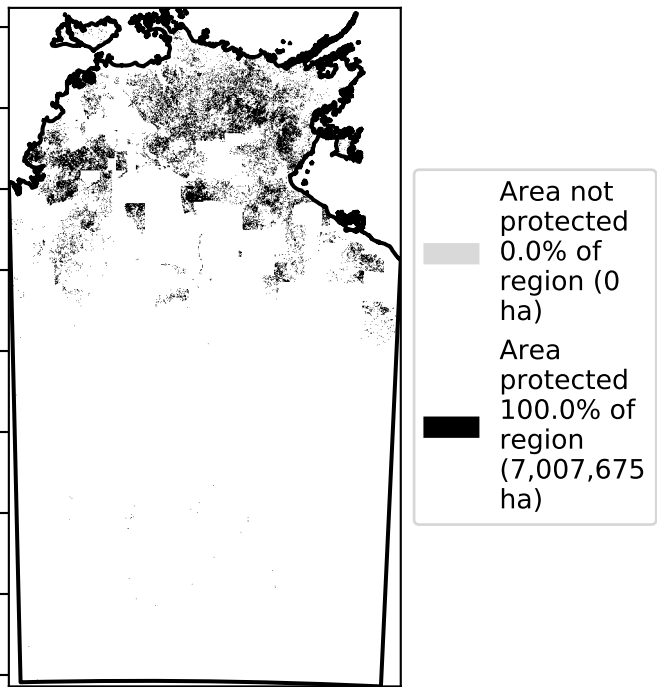 Area not
protected
0.0% of
region (0
ha)
Area
protected
100.0% of
region
(7,007,675
ha)